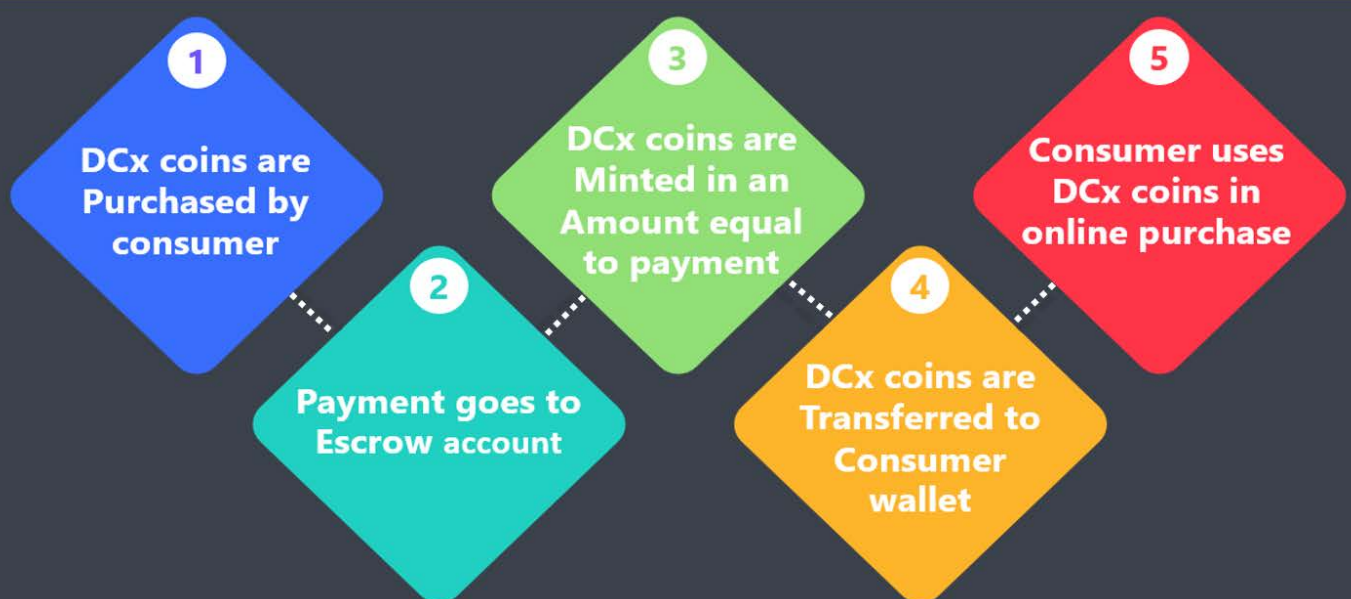 1
DCx coins are
Purchased by
consumer
2
Payment goes to
Escrow account
3
DCx coins are
Minted in an
Amount equal
to payment
4
DCx coins are
Transferred to
Consumer
wallet
5
Consumer uses
DCx coins in
online purchase